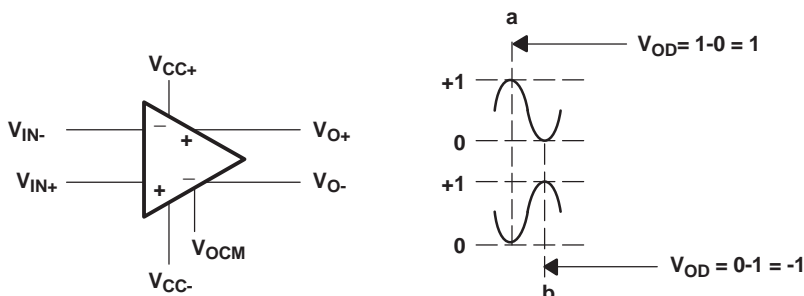 V_CC+
V_IN-
V_IN+
−
+
+
−
V_O+
V_O-
V_OCM
V_CC-
a
V_OD= 1-0 = 1
+1
0
+1
0
V_OD = 0-1 = -1
b